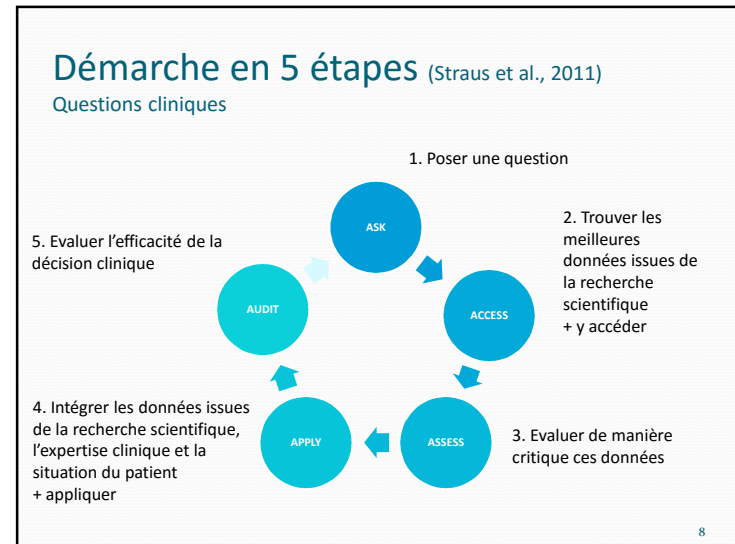 Démarche en 5 étapes (Straus et al., 2011)
Questions cliniques
1. Poser une question
ASK
2. Trouver les
meilleures
données issues de
la recherche
scientifique
+ y accéder
ACCESS
3. Evaluer de manière
critique ces données
ASSESS
4. Intégrer les données issues
de la recherche scientifique,
l’expertise clinique et la
situation du patient
+ appliquer
APPLY
5. Evaluer l’efficacité de la
décision clinique
AUDIT
8